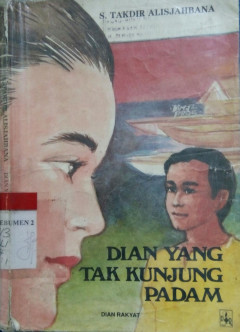 S. TAKDIR ALISJAHBANA
DIAN YANG
TAK KUNJUNG
PADAM
DIAN RAKYAT